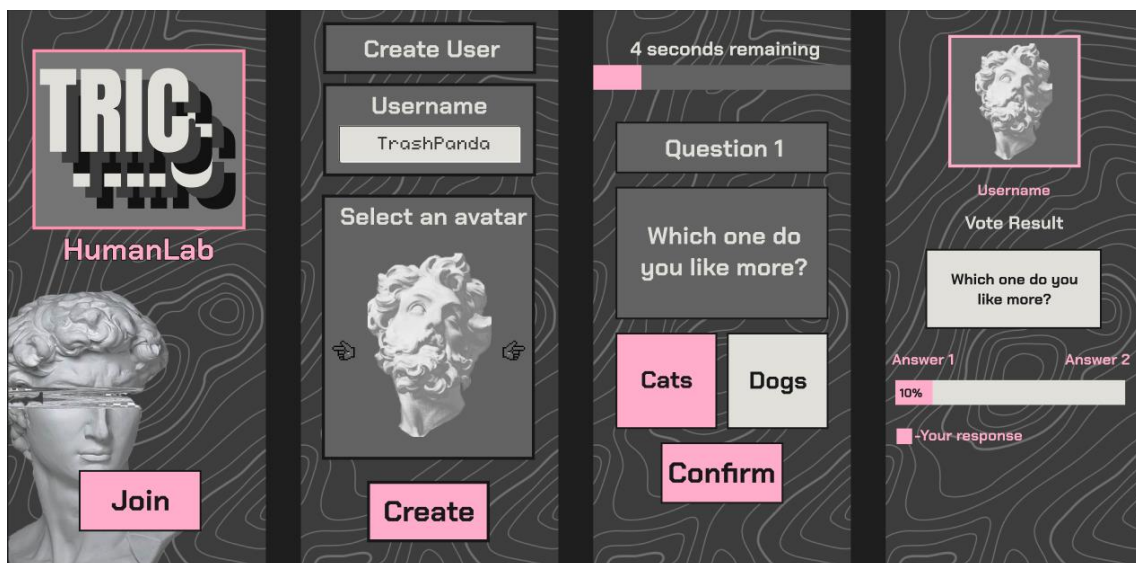 TRIC
HumanLab
Join
Create User
Username
TrashPanda
Select an avatar
Create
4 seconds remaining
Question 1
Which one do
you like more?
Cats
Dogs
Confirm
Username
Vote Result
Which one do you
like more?
Answer 1
Answer 2
10%
-Your response